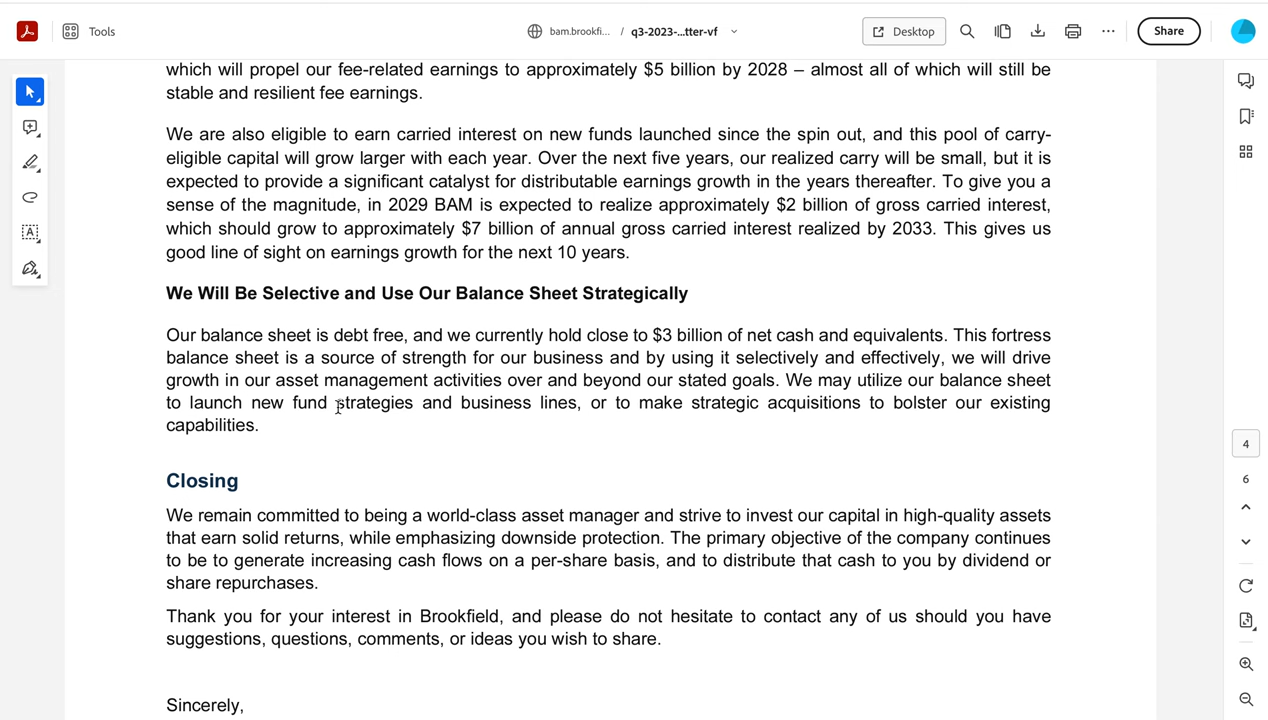 Tools
bam.brookfi... / q3-2023-...tter-vf
Desktop
Share
which will propel our fee-related earnings to approximately $5 billion by 2028 – almost all of which will still be
stable and resilient fee earnings.
We are also eligible to earn carried interest on new funds launched since the spin out, and this pool of carry-
eligible capital will grow larger with each year. Over the next five years, our realized carry will be small, but it is
expected to provide a significant catalyst for distributable earnings growth in the years thereafter. To give you a
sense of the magnitude, in 2029 BAM is expected to realize approximately $2 billion of gross carried interest,
which should grow to approximately $7 billion of annual gross carried interest realized by 2033. This gives us
good line of sight on earnings growth for the next 10 years.
We Will Be Selective and Use Our Balance Sheet Strategically
Our balance sheet is debt free, and we currently hold close to $3 billion of net cash and equivalents. This fortress
balance sheet is a source of strength for our business and by using it selectively and effectively, we will drive
growth in our asset management activities over and beyond our stated goals. We may utilize our balance sheet
to launch new fund strategies and business lines, or to make strategic acquisitions to bolster our existing
capabilities.
Closing
We remain committed to being a world-class asset manager and strive to invest our capital in high-quality assets
that earn solid returns, while emphasizing downside protection. The primary objective of the company continues
to be to generate increasing cash flows on a per-share basis, and to distribute that cash to you by dividend or
share repurchases.
Thank you for your interest in Brookfield, and please do not hesitate to contact any of us should you have
suggestions, questions, comments, or ideas you wish to share.
Sincerely,
4
6